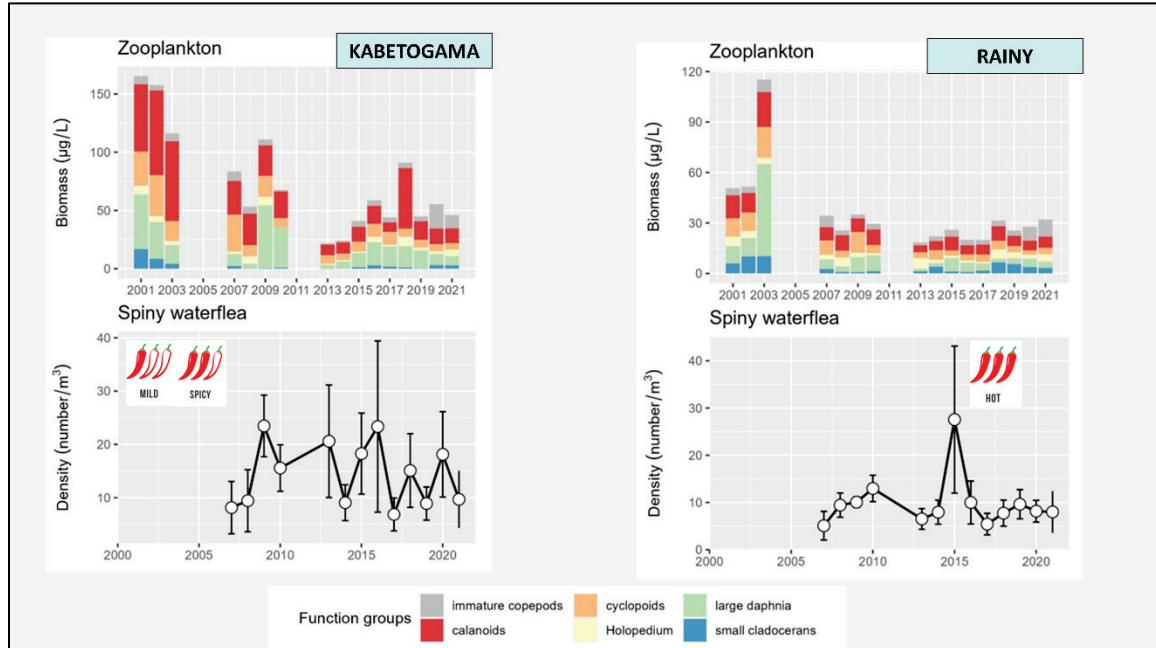 KABETOGAMA
Zooplankton
Biomass (µg/L)
150
100
50
0
2001 2003 2005 2007 2009 2011 2013 2015 2017 2019 2021
Spiny waterflea
Density (number/m³)
40
30
20
10
MILD SPICY
2000 2005 2010 2015 2020
RAINY
Zooplankton
Biomass (µg/L)
120
90
60
30
0
2001 2003 2005 2007 2009 2011 2013 2015 2017 2019 2021
Spiny waterflea
Density (number/m³)
40
30
20
10
0
HOT
2000 2005 2010 2015 2020
Function groups
immature copepods cyclopoids large daphnia
calanoids Holopedium small cladocerans